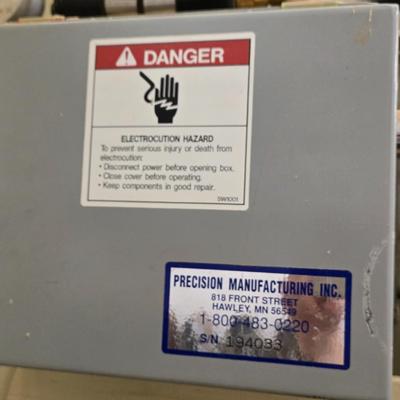 DANGER
ELECTROCUTION HAZARD
To prevent serious injury or death from
electrocution:
• Disconnect power before opening box.
• Close cover before operating.
• Keep components in good repair.
SW1001
PRECISION MANUFACTURING INC.
818 FRONT STREET
HAWLEY, MN 56549
1-800-483-0220
S/N 194033